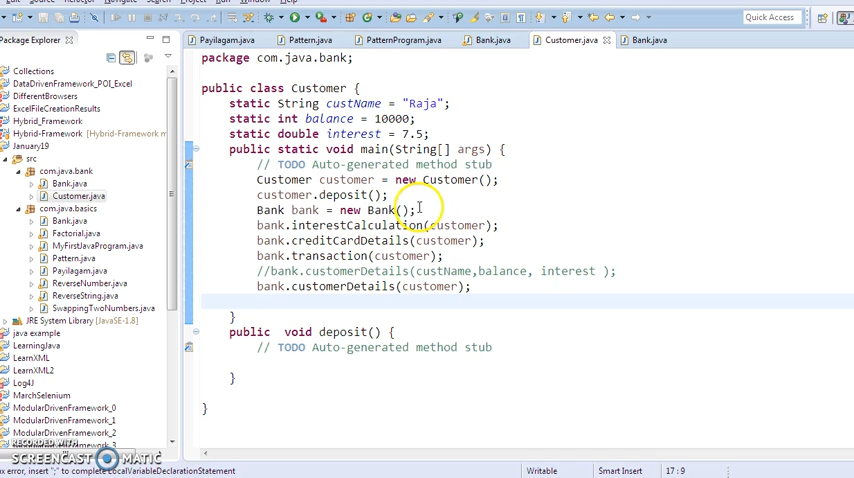 Quick Access
Package Explorer
Payilagam.java
Pattern.java
PatternProgram.java
Bank.java
Customer.java
Bank.java
Collections
DataDrivenFramework_POI_Excel
DifferentBrowsers
ExcelFileCreationResults
Hybrid_Framework
Hybrid-Framework [Hybrid-Framework m
January19
src
com.java.bank
Bank.java
Customer.java
com.java.basics
Bank.java
Factorial.java
MyFirstJavaProgram.java
Pattern.java
Payilagam.java
ReverseNumber.java
ReverseString.java
SwappingTwoNumbers.java
JRE System Library [JavaSE-1.8]
java example
LearningJava
LearnXML
Log4J
MarchSelenium
ModularDrivenFramework_0
ModularDrivenFramework_1
ModularDrivenFramework_2
ModularDrivenFramework_3
package com.java.bank;
public class Customer {
static String custName = "Raja";
static int balance = 10000;
static double interest = 7.5;
public static void main(String[] args) {
// TODO Auto-generated method stub
Customer customer = new Customer();
customer.deposit();
Bank bank = new Bank();
bank.interestCalculation(customer);
bank.creditCardDetails(customer);
bank.transaction(customer);
//bank.customerDetails(custName,balance, interest );
bank.customerDetails(customer);
}
public  void deposit() {
// TODO Auto-generated method stub
}
}
RECORDED WITH
SCREENCAST MATIC
x error, insert ";" to complete LocalVariableDeclarationStatement
Writable
Smart Insert
17 : 9